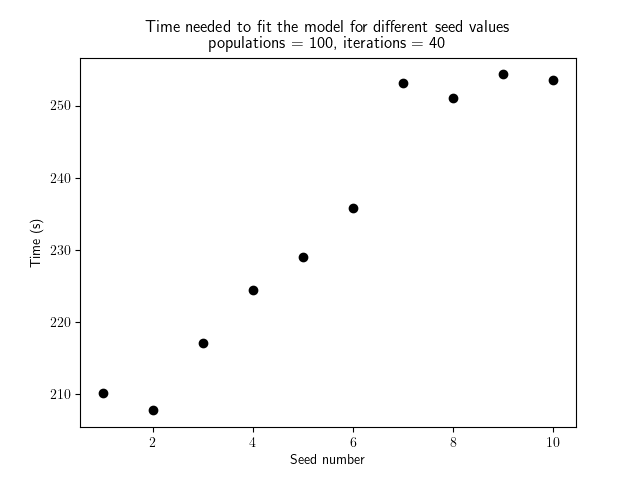 Time needed to fit the model for different seed values
populations = 100, iterations = 40
250
240
230
220
210
Time (s)
2 4 6 8 10
Seed number